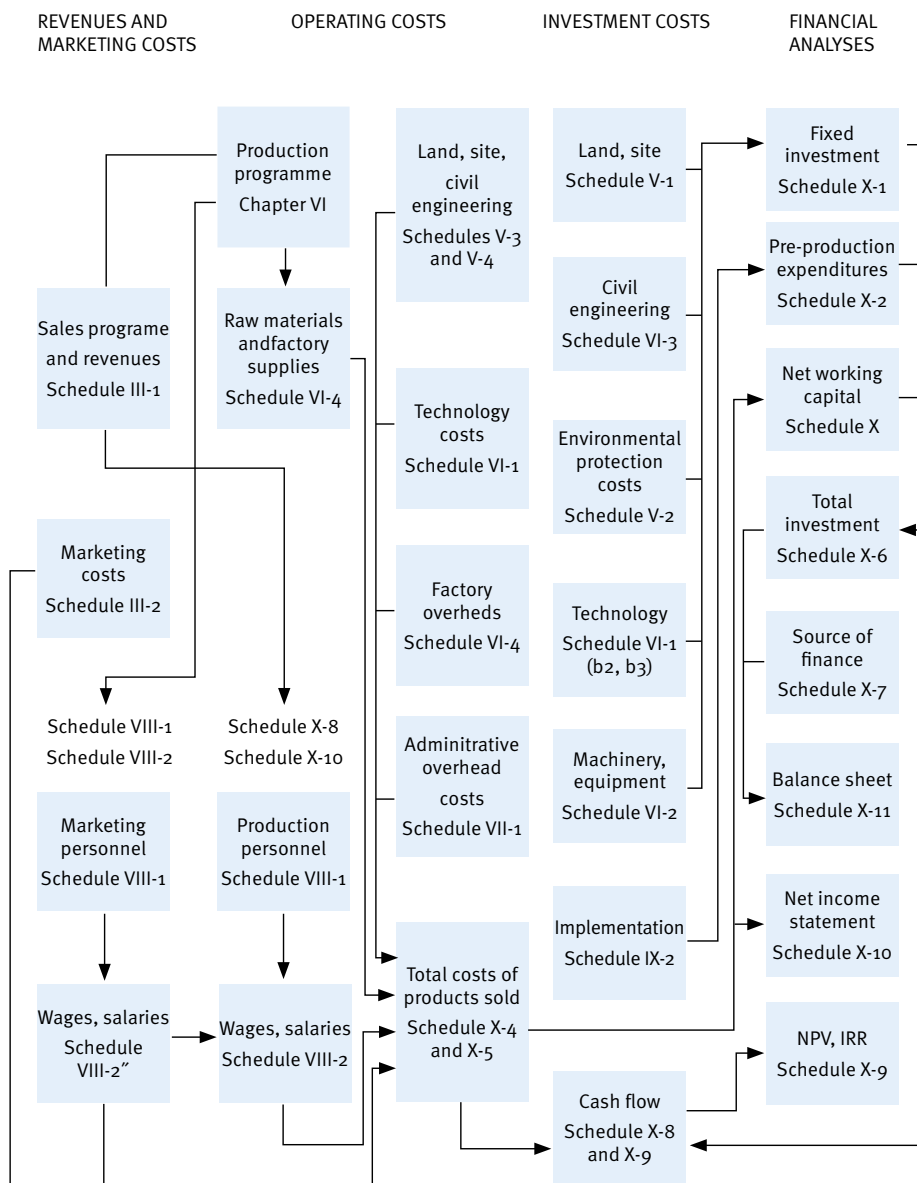 REVENUES AND
MARKETING COSTS
OPERATING COSTS
INVESTMENT COSTS
FINANCIAL
ANALYSES
Production
programme
Chapter VI
Sales programe
and revenues
Schedule III-1
Raw materials
andfactory
supplies
Schedule VI-4
Marketing
costs
Schedule III-2
Schedule VIII-1
Schedule VIII-2
Schedule X-8
Schedule X-10
Marketing
personnel
Schedule VIII-1
Production
personnel
Schedule VIII-1
Wages, salaries
Schedule
VIII-2″
Wages, salaries
Schedule VIII-2
Land, site,
civil
engineering
Schedules V-3
and V-4
Technology
costs
Schedule VI-1
Factory
overheds
Schedule VI-4
Adminitrative
overhead
costs
Schedule VII-1
Total costs of
products sold
Schedule X-4
and X-5
Land, site
Schedule V-1
Civil
engineering
Schedule VI-3
Environmental
protection
costs
Schedule V-2
Technology
Schedule VI-1
(b2, b3)
Machinery,
equipment
Schedule VI-2
Implementation
Schedule IX-2
Cash flow
Schedule X-8
and X-9
Fixed
investment
Schedule X-1
Pre-production
expenditures
Schedule X-2
Net working
capital
Schedule X
Total
investment
Schedule X-6
Source of
finance
Schedule X-7
Balance sheet
Schedule X-11
Net income
statement
Schedule X-10
NPV, IRR
Schedule X-9